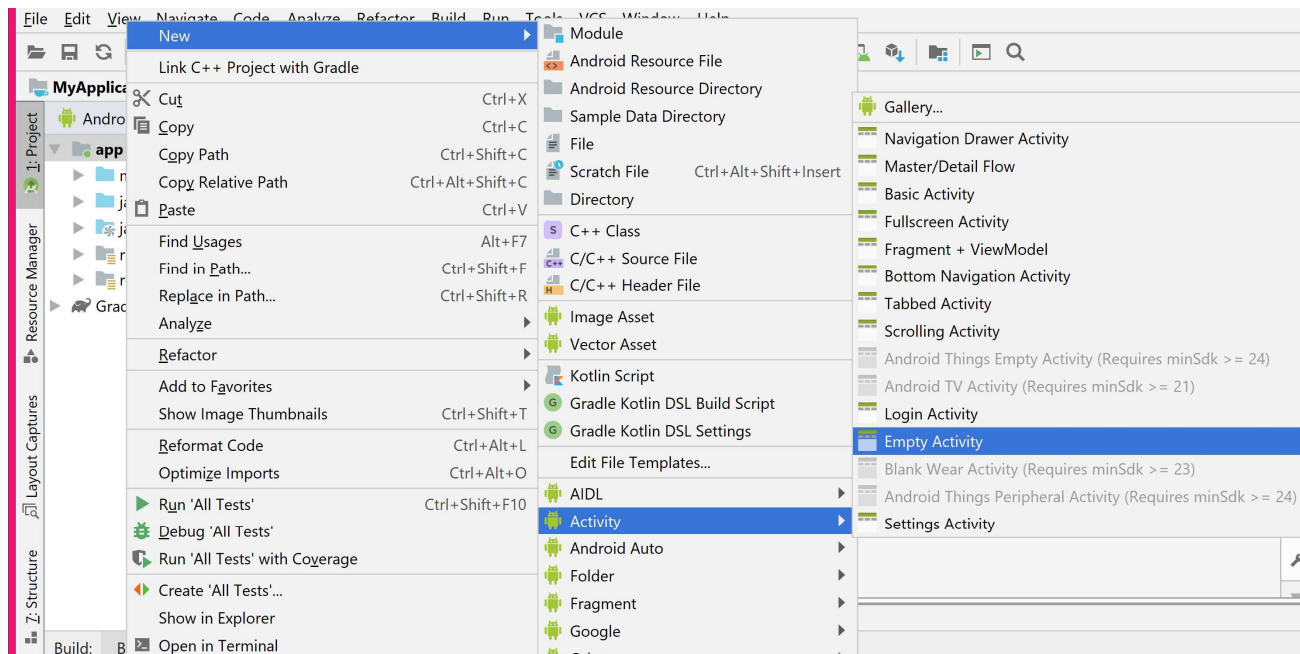 File Edit View Navigate Code Analyze Refactor Build Run Tools VCS Window Help
MyApplica
Andro
app
Grad
1: Project
Resource Manager
Layout Captures
Z: Structure
Build:
New
Link C++ Project with Gradle
Cut Ctrl+X
Copy Ctrl+C
Copy Path Ctrl+Shift+C
Copy Relative Path Ctrl+Alt+Shift+C
Paste Ctrl+V
Find Usages Alt+F7
Find in Path... Ctrl+Shift+F
Replace in Path... Ctrl+Shift+R
Analyze
Refactor
Add to Favorites
Show Image Thumbnails Ctrl+Shift+T
Reformat Code Ctrl+Alt+L
Optimize Imports Ctrl+Alt+O
Run 'All Tests' Ctrl+Shift+F10
Debug 'All Tests'
Run 'All Tests' with Coverage
Create 'All Tests'...
Show in Explorer
Open in Terminal
Module
Android Resource File
Android Resource Directory
Sample Data Directory
File
Scratch File Ctrl+Alt+Shift+Insert
Directory
S C++ Class
C++ C/C++ Source File
H C/C++ Header File
Image Asset
Vector Asset
Kotlin Script
G Gradle Kotlin DSL Build Script
G Gradle Kotlin DSL Settings
Edit File Templates...
AIDL
Activity
Android Auto
Folder
Fragment
Google
Gallery...
Navigation Drawer Activity
Master/Detail Flow
Basic Activity
Fullscreen Activity
Fragment + ViewModel
Bottom Navigation Activity
Tabbed Activity
Scrolling Activity
Android Things Empty Activity (Requires minSdk >= 24)
Android TV Activity (Requires minSdk >= 21)
Login Activity
Empty Activity
Blank Wear Activity (Requires minSdk >= 23)
Android Things Peripheral Activity (Requires minSdk >= 24)
Settings Activity